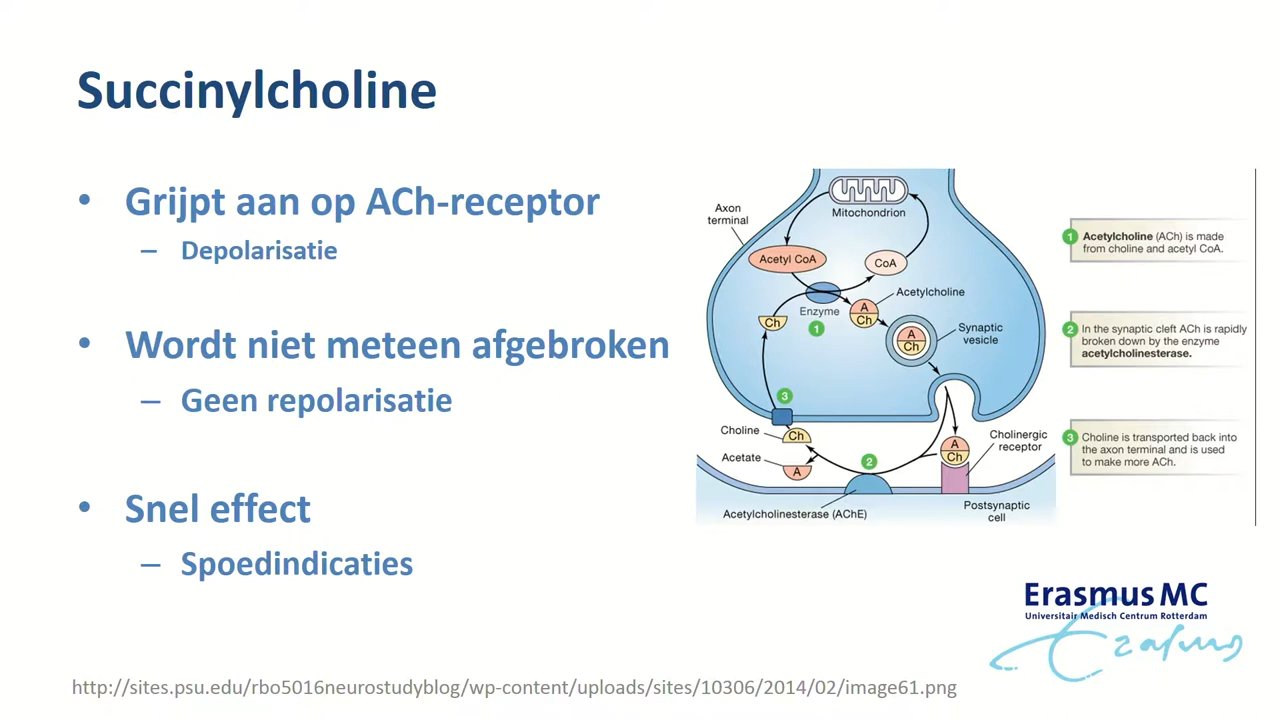 Succinylcholine
• Grijpt aan op ACh-receptor
– Depolarisatie
• Wordt niet meteen afgebroken
– Geen repolarisatie
• Snel effect
– Spoedindicaties
Mitochondrion
Axon
terminal
Acetyl CoA
CoA
Acetylcholine
Enzyme
A
Ch
Ch
1
Synaptic
vesicle
A
Ch
3
Choline
Ch
Acetate
A
2
A
Ch
Cholinergic
receptor
Acetylcholinesterase (AChE)
Postsynaptic
cell
1 Acetylcholine (ACh) is made
from choline and acetyl CoA.
2 In the synaptic cleft ACh is rapidly
broken down by the enzyme
acetylcholinesterase.
3 Choline is transported back into
the axon terminal and is used
to make more ACh.
Erasmus MC
Universitair Medisch Centrum Rotterdam
Erasmus
http://sites.psu.edu/rbo5016neurostudyblog/wp-content/uploads/sites/10306/2014/02/image61.png